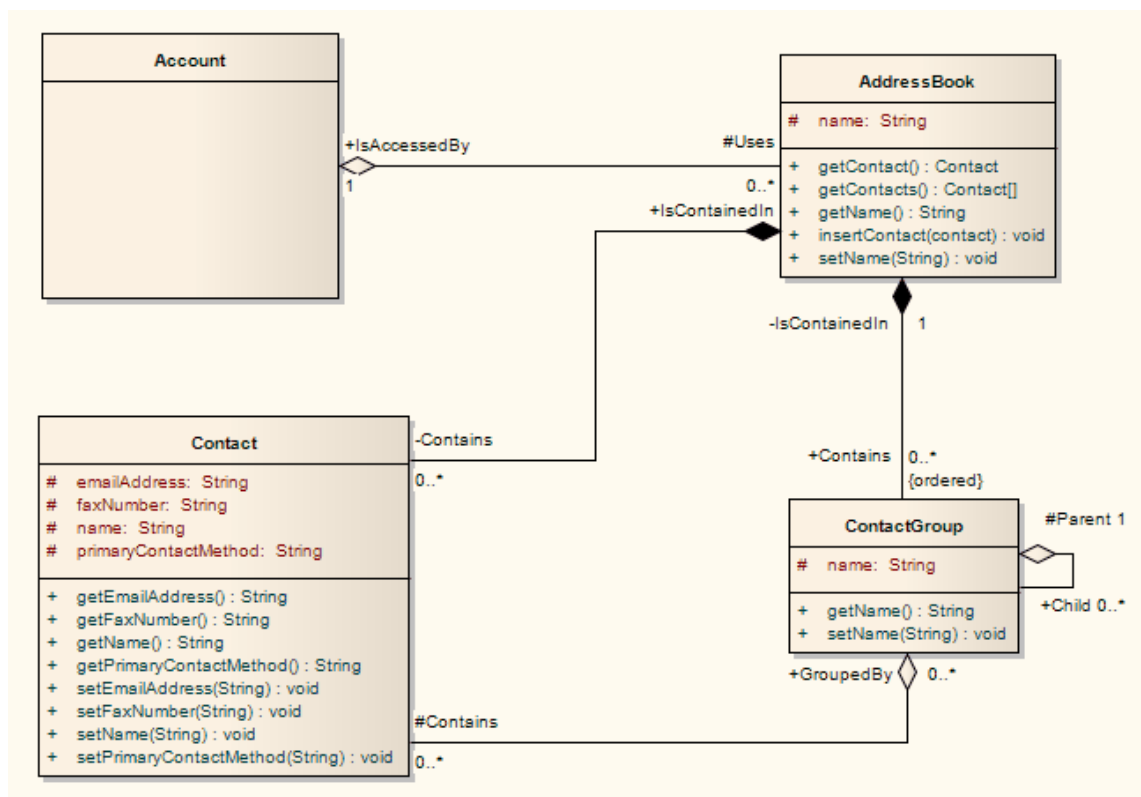 Account
AddressBook
# name: String
+ getContact() : Contact
+ getContacts() : Contact[]
+ getName() : String
+ insertContact(contact) : void
+ setName(String) : void
+IsAccessedBy
1
#Uses
0..*
+IsContainedIn
-IsContainedIn 1
-Contains
0..*
+Contains 0..*
{ordered}
Contact
# emailAddress: String
# faxNumber: String
# name: String
# primaryContactMethod: String
+ getEmailAddress() : String
+ getFaxNumber() : String
+ getName() : String
+ getPrimaryContactMethod() : String
+ setEmailAddress(String) : void
+ setFaxNumber(String) : void
+ setName(String) : void
+ setPrimaryContactMethod(String) : void
ContactGroup
# name: String
+ getName() : String
+ setName(String) : void
#Parent 1
+Child 0..*
+GroupedBy 0..*
#Contains
0..*